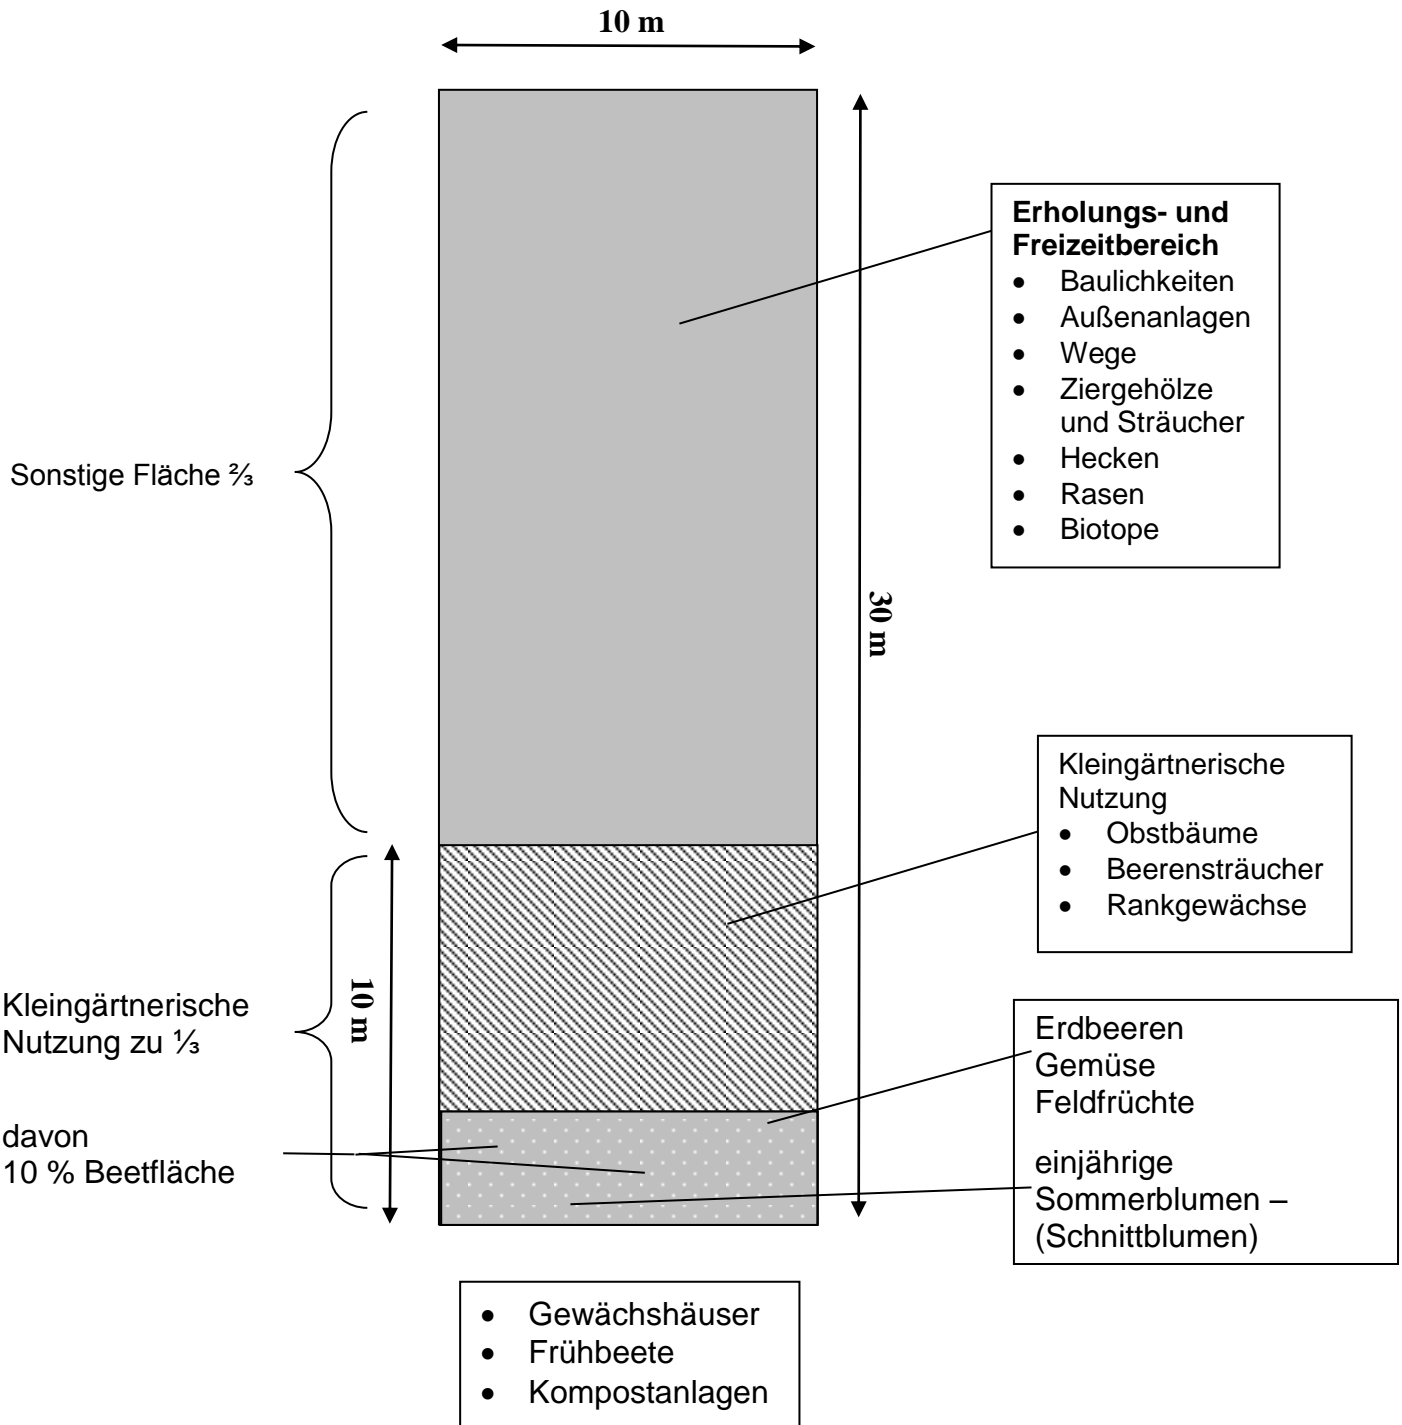 10 m
Erholungs- und
Freizeitbereich
• Baulichkeiten
• Außenanlagen
• Wege
• Ziergehölze
und Sträucher
• Hecken
• Rasen
• Biotope
Sonstige Fläche ⅔
30 m
Kleingärtnerische
Nutzung
• Obstbäume
• Beerensträucher
• Rankgewächse
Kleingärtnerische
Nutzung zu ⅓
10 m
davon
10 % Beetfläche
Erdbeeren
Gemüse
Feldfrüchte
einjährige
Sommerblumen –
(Schnittblumen)
• Gewächshäuser
• Frühbeete
• Kompostanlagen